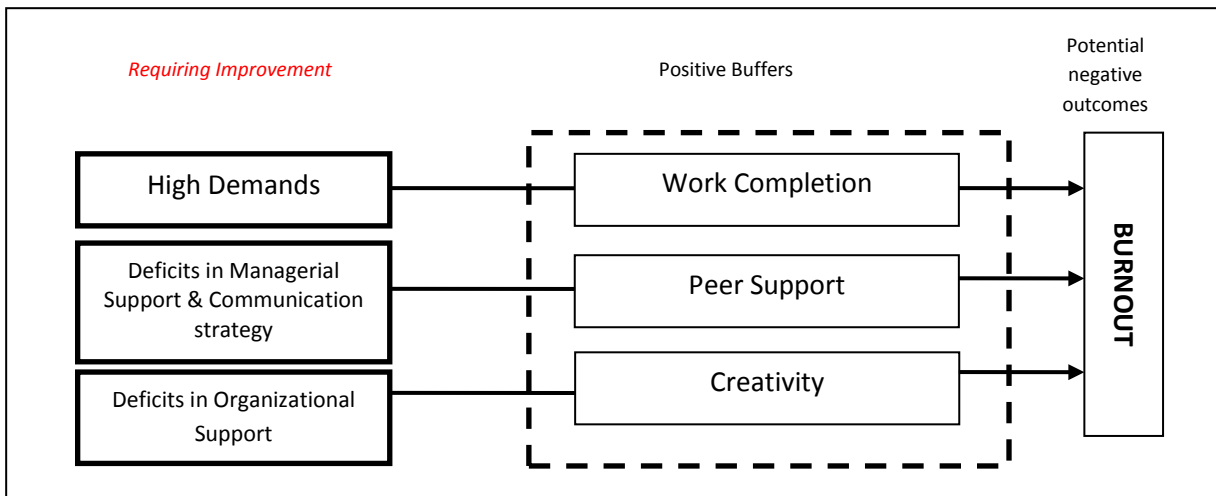 Requiring Improvement
Positive Buffers
Potential
negative
outcomes
High Demands
Work Completion
Deficits in Managerial
Support & Communication
strategy
Peer Support
Deficits in Organizational
Support
Creativity
BURNOUT